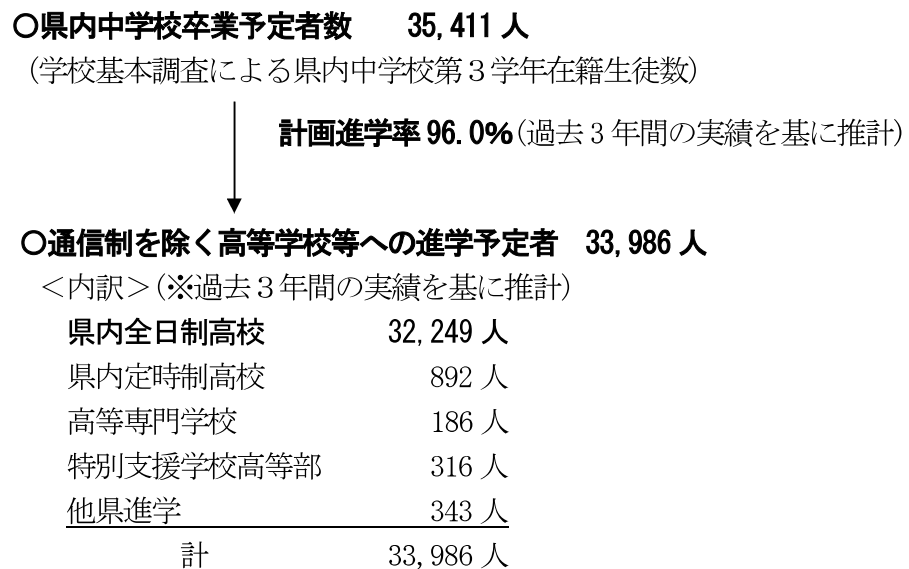 ○県内中学校卒業予定者数　35,411 人
(学校基本調査による県内中学校第３学年在籍生徒数)
計画進学率 96.0%(過去 3 年間の実績を基に推計)
○通信制を除く高等学校等への進学予定者　33,986 人
＜内訳＞(※過去３年間の実績を基に推計)
県内全日制高校　32,249 人
県内定時制高校　892 人
高等専門学校　186 人
特別支援学校高等部　316 人
他県進学　343 人
計　33,986 人